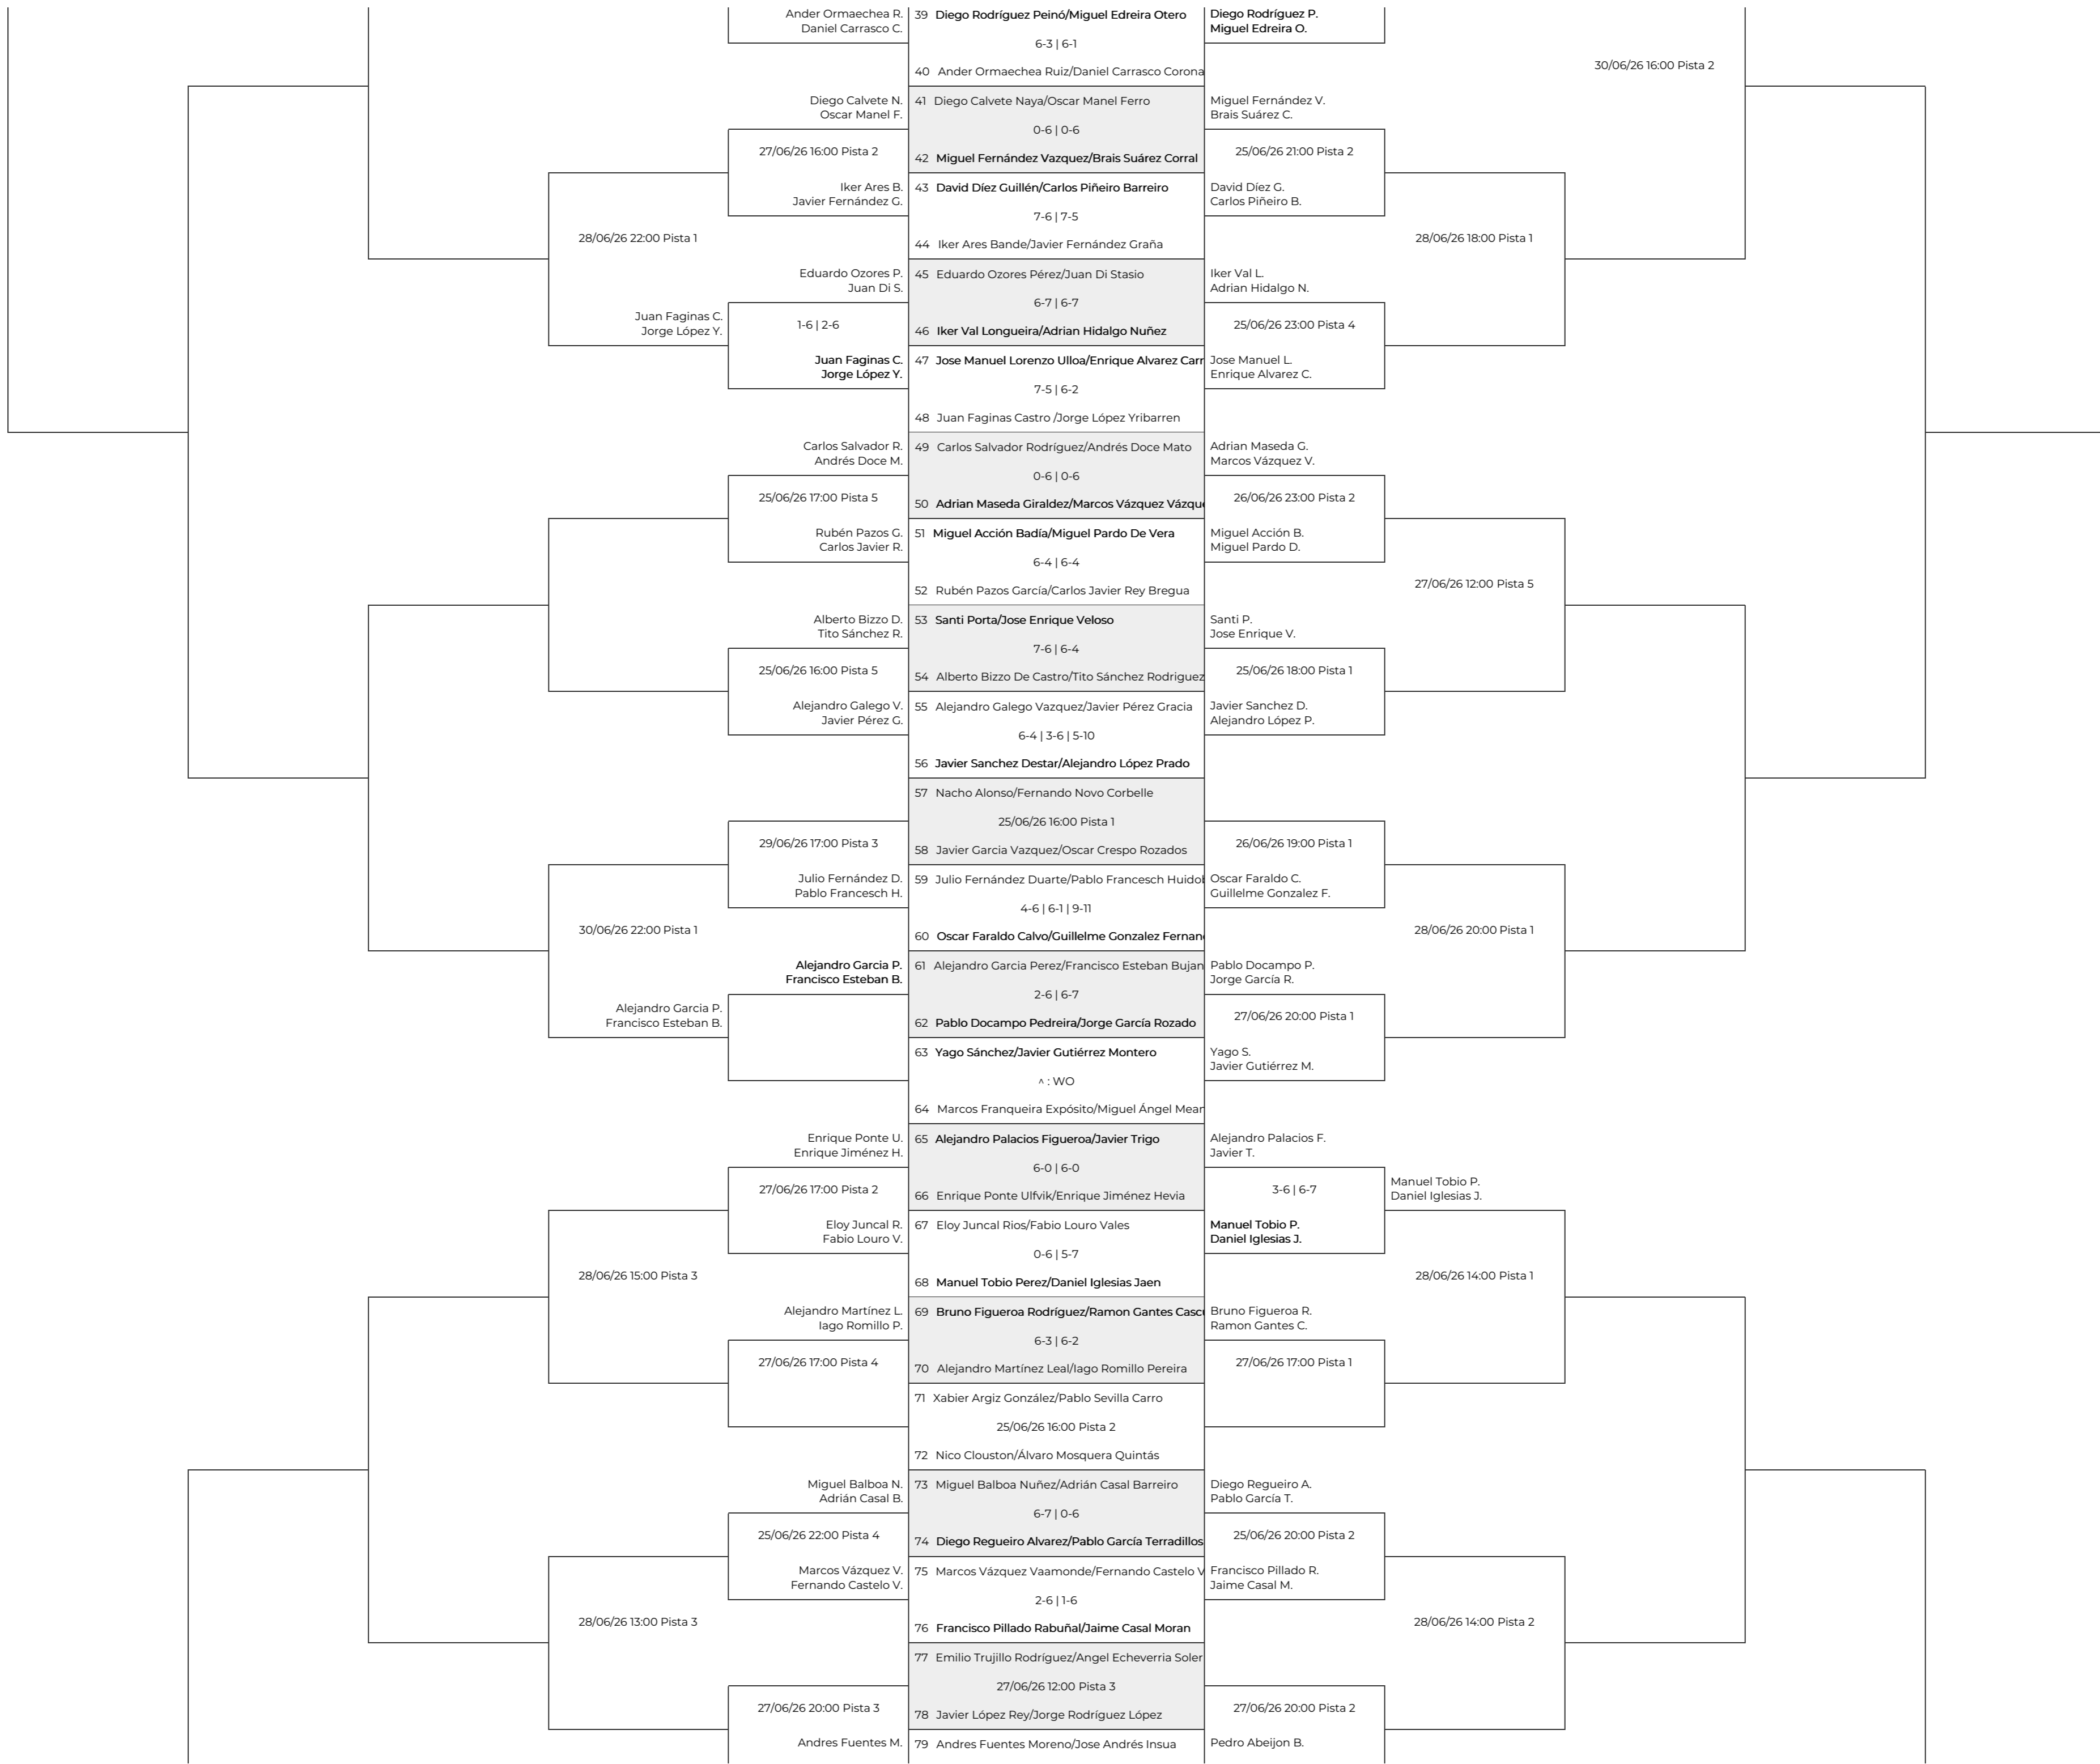 Ander Ormaechea R.
Daniel Carrasco C.
39 Diego Rodríguez Peinó/Miguel Edreira Otero
6-3 | 6-1
40 Ander Ormaechea Ruiz/Daniel Carrasco Corona
Diego Rodríguez P.
Miguel Edreira O.
30/06/26 16:00 Pista 2
Diego Calvete N.
Oscar Manel F.
41 Diego Calvete Naya/Oscar Manel Ferro
0-6 | 0-6
42 Miguel Fernández Vazquez/Brais Suárez Corral
Miguel Fernández V.
Brais Suárez C.
27/06/26 16:00 Pista 2
25/06/26 21:00 Pista 2
Iker Ares B.
Javier Fernández G.
43 David Díez Guillén/Carlos Piñeiro Barreiro
7-6 | 7-5
44 Iker Ares Bande/Javier Fernández Graña
David Díez G.
Carlos Piñeiro B.
28/06/26 22:00 Pista 1
28/06/26 18:00 Pista 1
Eduardo Ozores P.
Juan Di S.
45 Eduardo Ozores Pérez/Juan Di Stasio
6-7 | 6-7
46 Iker Val Longueira/Adrian Hidalgo Nuñez
Iker Val L.
Adrian Hidalgo N.
Juan Faginas C.
Jorge López Y.
1-6 | 2-6
25/06/26 23:00 Pista 4
Juan Faginas C.
Jorge López Y.
47 Jose Manuel Lorenzo Ulloa/Enrique Alvarez Carr
7-5 | 6-2
48 Juan Faginas Castro /Jorge López Yribarren
Jose Manuel L.
Enrique Alvarez C.
Carlos Salvador R.
Andrés Doce M.
49 Carlos Salvador Rodríguez/Andrés Doce Mato
0-6 | 0-6
50 Adrian Maseda Giraldez/Marcos Vázquez Vázque
Adrian Maseda G.
Marcos Vázquez V.
25/06/26 17:00 Pista 5
26/06/26 23:00 Pista 2
Rubén Pazos G.
Carlos Javier R.
51 Miguel Acción Badía/Miguel Pardo De Vera
6-4 | 6-4
52 Rubén Pazos García/Carlos Javier Rey Bregua
Miguel Acción B.
Miguel Pardo D.
27/06/26 12:00 Pista 5
Alberto Bizzo D.
Tito Sánchez R.
53 Santi Porta/Jose Enrique Veloso
7-6 | 6-4
54 Alberto Bizzo De Castro/Tito Sánchez Rodriguez
Santi P.
Jose Enrique V.
25/06/26 16:00 Pista 5
25/06/26 18:00 Pista 1
Alejandro Galego V.
Javier Pérez G.
55 Alejandro Galego Vazquez/Javier Pérez Gracia
6-4 | 3-6 | 5-10
56 Javier Sanchez Destar/Alejandro López Prado
Javier Sanchez D.
Alejandro López P.
57 Nacho Alonso/Fernando Novo Corbelle
25/06/26 16:00 Pista 1
58 Javier Garcia Vazquez/Oscar Crespo Rozados
29/06/26 17:00 Pista 3
26/06/26 19:00 Pista 1
Julio Fernández D.
Pablo Francesch H.
59 Julio Fernández Duarte/Pablo Francesch Huidob
4-6 | 6-1 | 9-11
60 Oscar Faraldo Calvo/Guillelme Gonzalez Fernan
Oscar Faraldo C.
Guillelme Gonzalez F.
30/06/26 22:00 Pista 1
28/06/26 20:00 Pista 1
Alejandro Garcia P.
Francisco Esteban B.
61 Alejandro Garcia Perez/Francisco Esteban Bujan
2-6 | 6-7
62 Pablo Docampo Pedreira/Jorge García Rozado
Pablo Docampo P.
Jorge García R.
Alejandro Garcia P.
Francisco Esteban B.
27/06/26 20:00 Pista 1
63 Yago Sánchez/Javier Gutiérrez Montero
^ : WO
64 Marcos Franqueira Expósito/Miguel Ángel Mean
Yago S.
Javier Gutiérrez M.
Enrique Ponte U.
Enrique Jiménez H.
65 Alejandro Palacios Figueroa/Javier Trigo
6-0 | 6-0
66 Enrique Ponte Ulfvik/Enrique Jiménez Hevia
Alejandro Palacios F.
Javier T.
27/06/26 17:00 Pista 2
3-6 | 6-7
Manuel Tobio P.
Daniel Iglesias J.
Eloy Juncal R.
Fabio Louro V.
67 Eloy Juncal Rios/Fabio Louro Vales
0-6 | 5-7
68 Manuel Tobio Perez/Daniel Iglesias Jaen
Manuel Tobio P.
Daniel Iglesias J.
28/06/26 15:00 Pista 3
28/06/26 14:00 Pista 1
Alejandro Martínez L.
Iago Romillo P.
69 Bruno Figueroa Rodríguez/Ramon Gantes Casc
6-3 | 6-2
70 Alejandro Martínez Leal/Iago Romillo Pereira
Bruno Figueroa R.
Ramon Gantes C.
27/06/26 17:00 Pista 4
27/06/26 17:00 Pista 1
71 Xabier Argiz González/Pablo Sevilla Carro
25/06/26 16:00 Pista 2
72 Nico Clouston/Álvaro Mosquera Quintás
Miguel Balboa N.
Adrián Casal B.
73 Miguel Balboa Nuñez/Adrián Casal Barreiro
6-7 | 0-6
74 Diego Regueiro Alvarez/Pablo García Terradillos
Diego Regueiro A.
Pablo García T.
25/06/26 22:00 Pista 4
25/06/26 20:00 Pista 2
Marcos Vázquez V.
Fernando Castelo V.
75 Marcos Vázquez Vaamonde/Fernando Castelo V
2-6 | 1-6
76 Francisco Pillado Rabuñal/Jaime Casal Moran
Francisco Pillado R.
Jaime Casal M.
28/06/26 13:00 Pista 3
28/06/26 14:00 Pista 2
77 Emilio Trujillo Rodríguez/Angel Echeverria Soler
27/06/26 12:00 Pista 3
78 Javier López Rey/Jorge Rodríguez López
27/06/26 20:00 Pista 3
27/06/26 20:00 Pista 2
Andres Fuentes M.
79 Andres Fuentes Moreno/Jose Andrés Insua
Pedro Abeijon B.